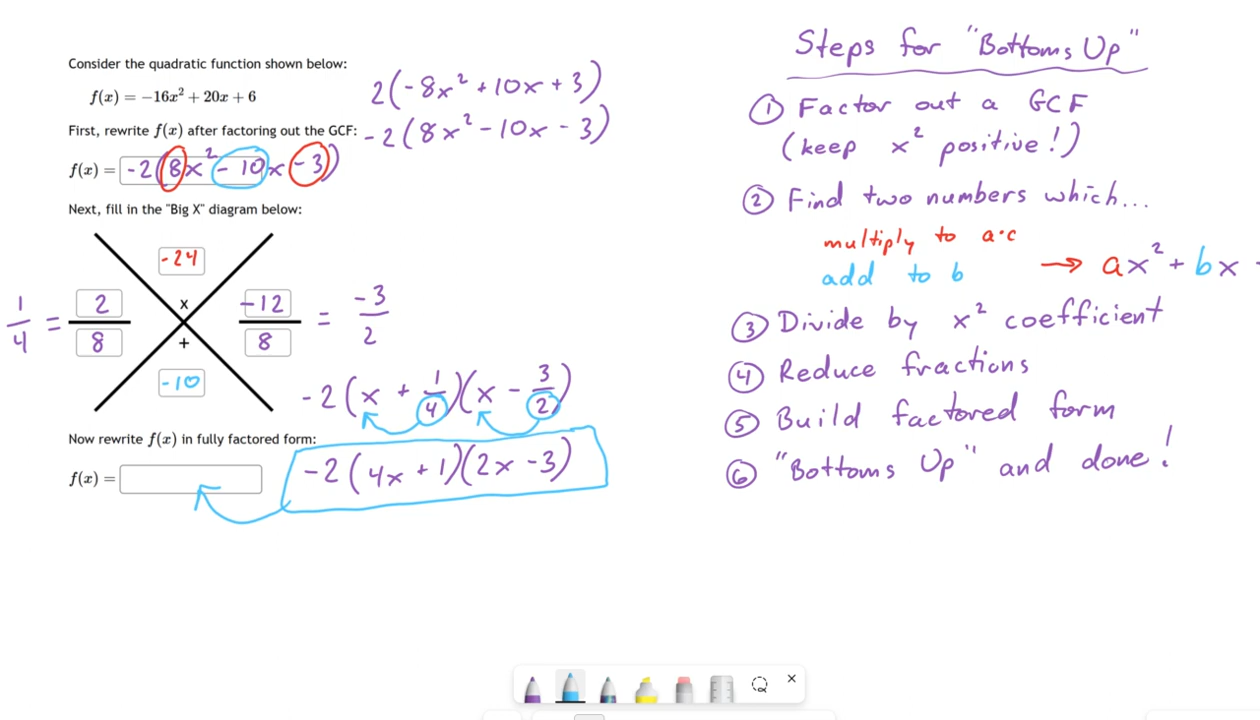 Consider the quadratic function shown below:
f(x) = −16x² + 20x + 6
2(-8x² + 10x + 3)
First, rewrite f(x) after factoring out the GCF:
-2(8x² - 10x - 3)
f(x) = -2(8x² - 10x - 3)
Next, fill in the "Big X" diagram below:
-24
1/4 = 2/8
x
-12/8 = -3/2
+
-10
-2(x + 1/4)(x - 3/2)
Now rewrite f(x) in fully factored form:
f(x) =
-2(4x + 1)(2x - 3)
Steps for "Bottoms Up"
① Factor out a GCF
(keep x² positive!)
② Find two numbers which...
multiply to a·c
add to b
→ ax² + bx
③ Divide by x² coefficient
④ Reduce fractions
⑤ Build factored form
⑥ "Bottoms Up" and done!